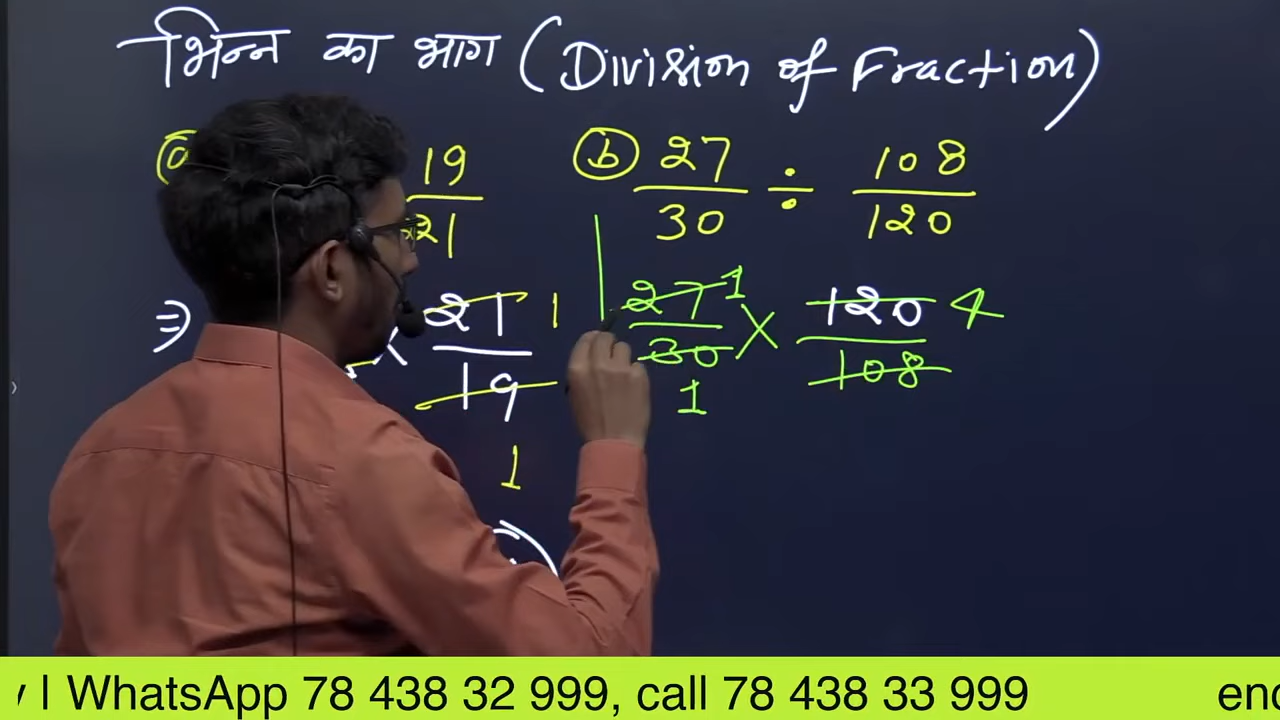 भिन्न का भाग (Division of Fraction)
19/21 ⓑ 27/30 ÷ 108/120
⇒ × 21/19 1 27/30 1 × 120/108 4
1
1
WhatsApp 78 438 32 999, call 78 438 33 999